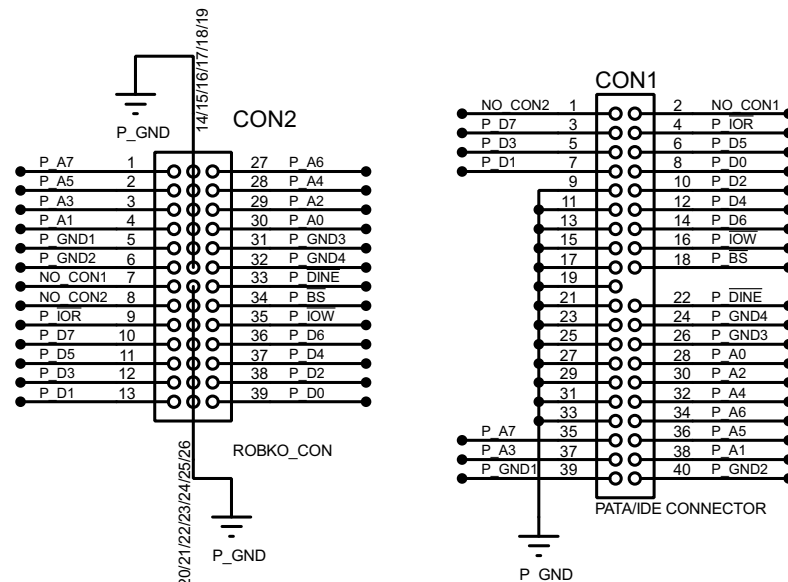 14/15/16/17/18/19
P_GND
CON2
P_A7 1 27 P_A6
P_A5 2 28 P_A4
P_A3 3 29 P_A2
P_A1 4 30 P_A0
P_GND1 5 31 P_GND3
P_GND2 6 32 P_GND4
NO_CON1 7 33 P_DINE
NO_CON2 8 34 P_BS
P_IOR 9 35 P_IOW
P_D7 10 36 P_D6
P_D5 11 37 P_D4
P_D3 12 38 P_D2
P_D1 13 39 P_D0
ROBKO_CON
20/21/22/23/24/25/26
P_GND
CON1
NO_CON2 1 2 NO_CON1
P_D7 3 4 P_IOR
P_D3 5 6 P_D5
P_D1 7 8 P_D0
9 10 P_D2
11 12 P_D4
13 14 P_D6
15 16 P_IOW
17 18 P_BS
19
21 22 P_DINE
23 24 P_GND4
25 26 P_GND3
27 28 P_A0
29 30 P_A2
31 32 P_A4
33 34 P_A6
P_A7 35 36 P_A5
P_A3 37 38 P_A1
P_GND1 39 40 P_GND2
PATA/IDE CONNECTOR
P_GND